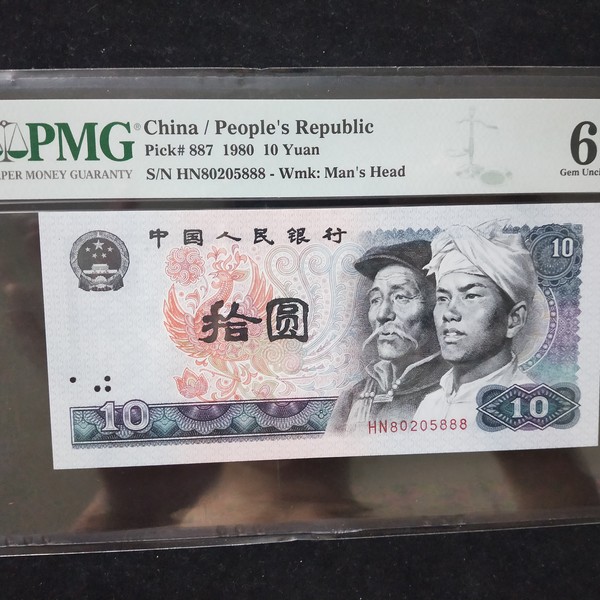 PMG® China / People's Republic
Pick# 887 1980 10 Yuan
PER MONEY GUARANTY S/N HN80205888 - Wmk: Man's Head
6
Gem Unc
中国人民银行
10
拾圆
10
HN80205888
10